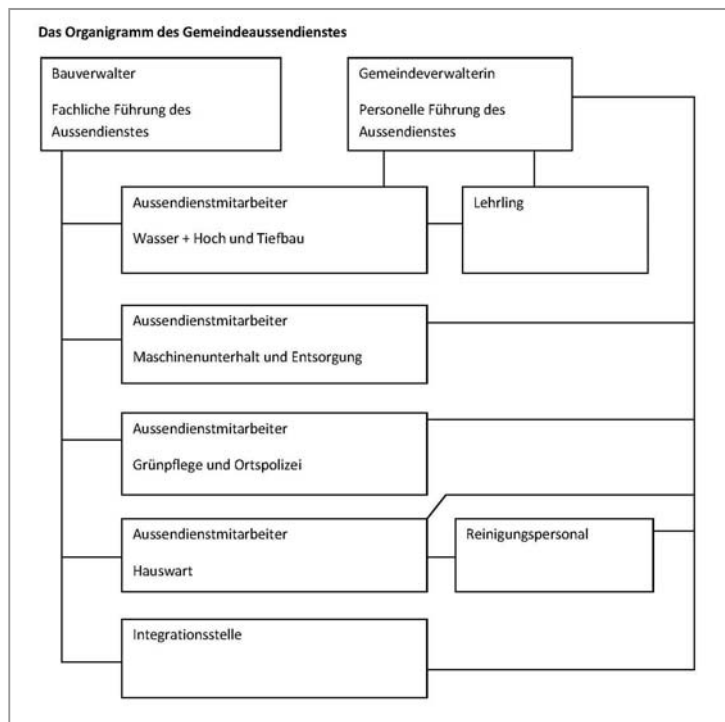 Das Organigramm des Gemeindeaussendienstes
Bauverwalter
Fachliche Führung des
Aussendienstes
Gemeindeverwalterin
Personelle Führung des
Aussendienstes
Aussendienstmitarbeiter
Wasser + Hoch und Tiefbau
Lehrling
Aussendienstmitarbeiter
Maschinenunterhalt und Entsorgung
Aussendienstmitarbeiter
Grünpflege und Ortspolizei
Aussendienstmitarbeiter
Hauswart
Reinigungspersonal
Integrationsstelle